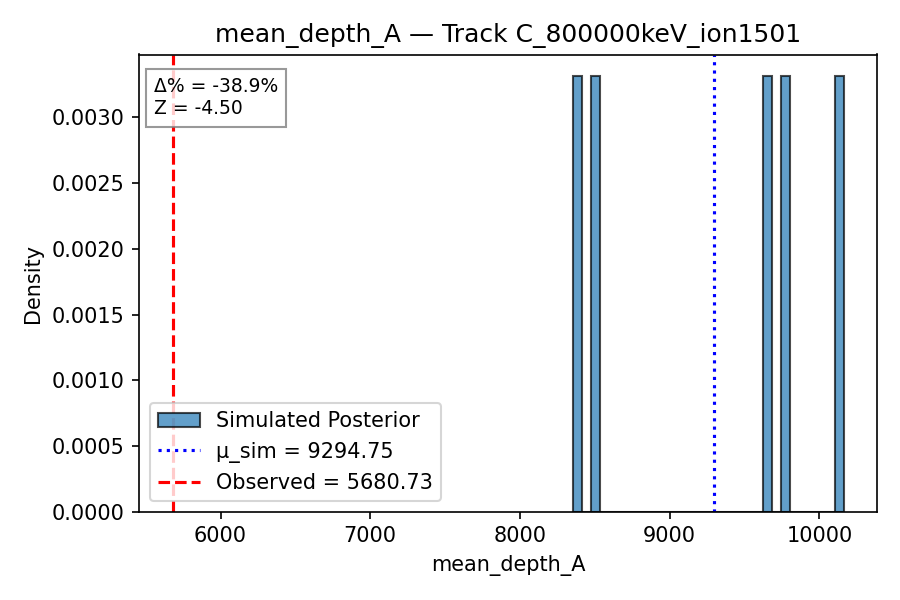 mean_depth_A — Track C_800000keV_ion1501
Δ% = -38.9%
Z = -4.50
Density
0.0030
0.0025
0.0020
0.0015
0.0010
0.0005
0.0000
Simulated Posterior
μ_sim = 9294.75
Observed = 5680.73
6000 7000 8000 9000 10000
mean_depth_A